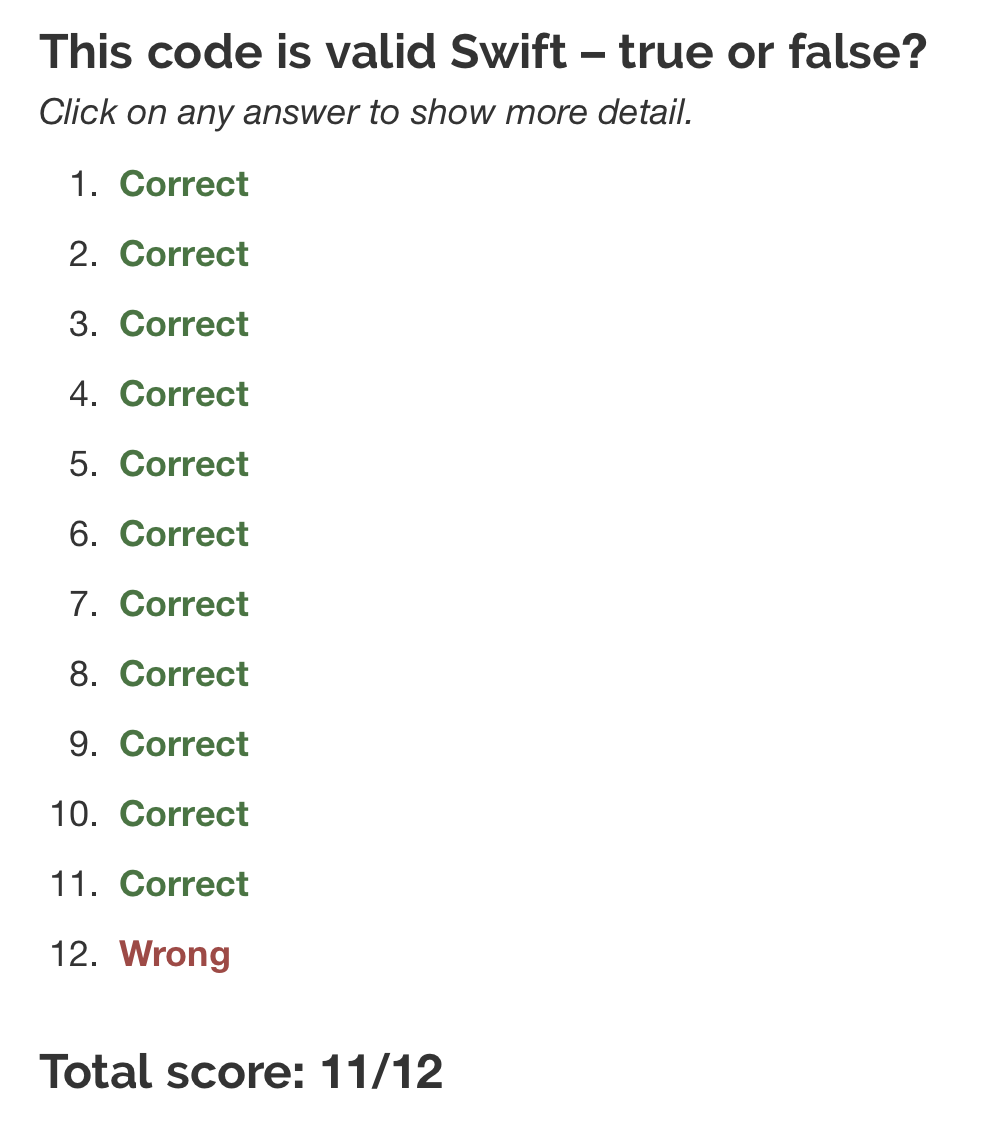 This code is valid Swift – true or false?
Click on any answer to show more detail.
1. Correct
2. Correct
3. Correct
4. Correct
5. Correct
6. Correct
7. Correct
8. Correct
9. Correct
10. Correct
11. Correct
12. Wrong
Total score: 11/12